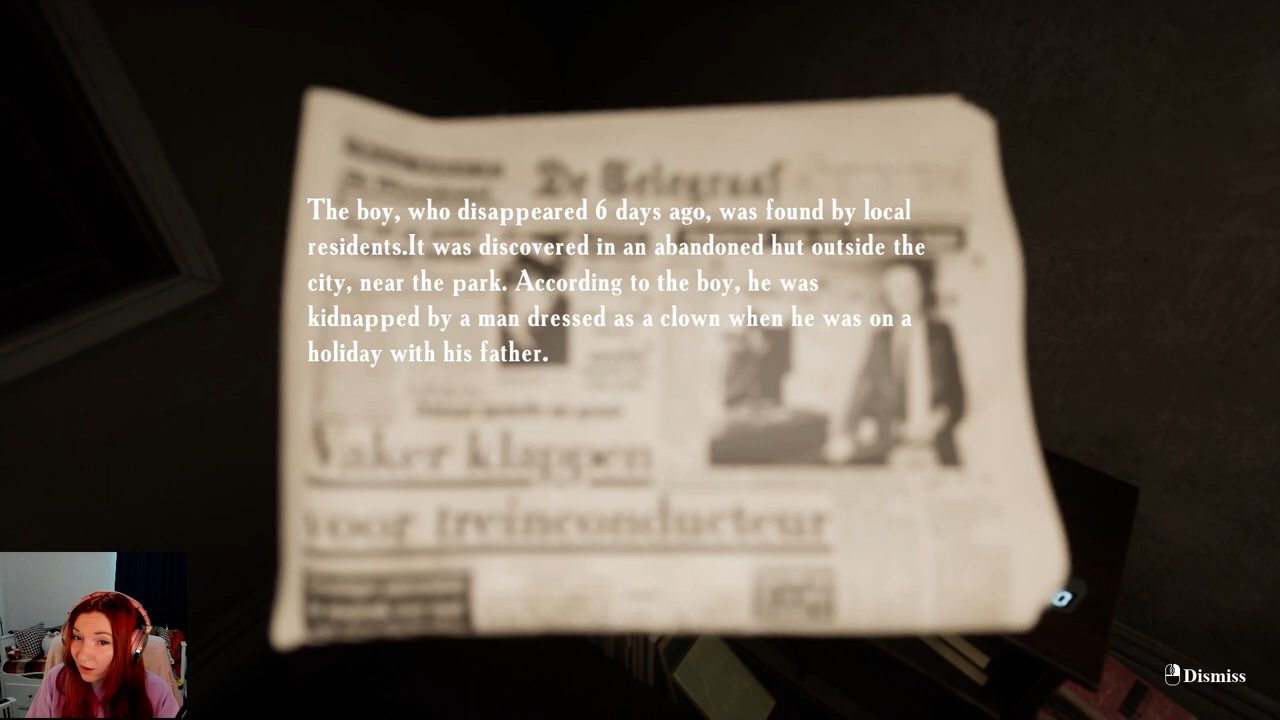 De Telegraaf
The boy, who disappeared 6 days ago, was found by local
residents.It was discovered in an abandoned hut outside the
city, near the park. According to the boy, he was
kidnapped by a man dressed as a clown when he was on a
holiday with his father.
Vaker klappen
voor treinconducteur
Dismiss